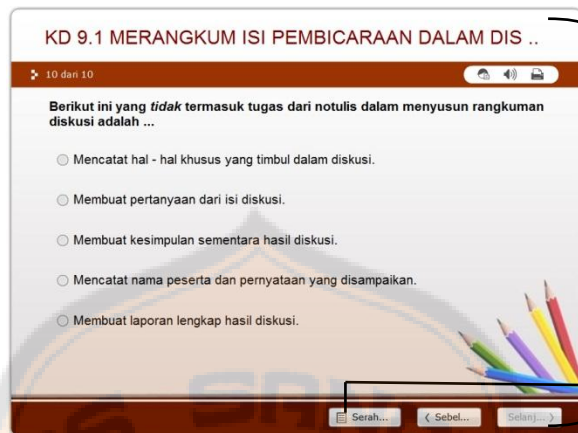 KD 9.1 MERANGKUM ISI PEMBICARAAN DALAM DIS ..
10 dari 10
Berikut ini yang tidak termasuk tugas dari notulis dalam menyusun rangkuman
diskusi adalah ...
Mencatat hal - hal khusus yang timbul dalam diskusi.
Membuat pertanyaan dari isi diskusi.
Membuat kesimpulan sementara hasil diskusi.
Mencatat nama peserta dan pernyataan yang disampaikan.
Membuat laporan lengkap hasil diskusi.
Serah... Sebel... Selanj...